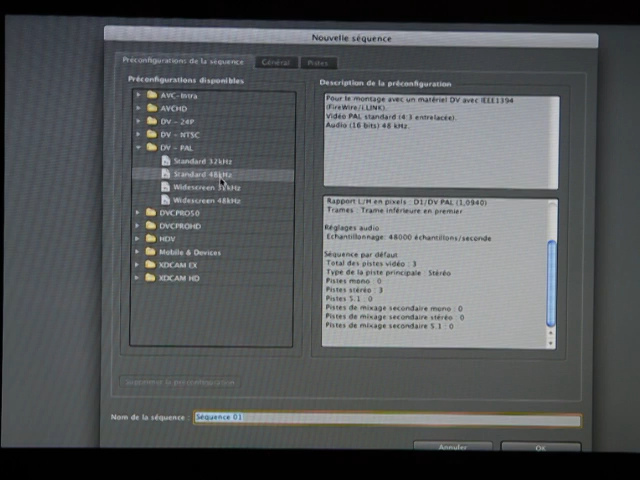 Nouvelle séquence
Préconfigurations de la séquence Général Pistes
Préconfigurations disponibles
AVC-Intra
AVCHD
DV – 24P
DV – NTSC
DV – PAL
Standard 32kHz
Standard 48kHz
Widescreen 32kHz
Widescreen 48kHz
DVCPRO50
DVCPROHD
HDV
Mobile & Devices
XDCAM EX
XDCAM HD
Description de la préconfiguration
Pour le montage avec un matériel DV avec IEEE1394
(FireWire/i.LINK).
Vidéo PAL standard (4:3 entrelacée).
Audio (16 bits) 48 kHz.
Rapport L/H en pixels : D1/DV PAL (1,0940)
Trames : Trame inférieure en premier
Réglages audio
Echantillonnage: 48000 échantillons/seconde
Séquence par défaut
Total des pistes vidéo : 3
Type de la piste principale : Stéréo
Pistes mono : 0
Pistes stéréo : 3
Pistes 5.1 : 0
Pistes de mixage secondaire mono : 0
Pistes de mixage secondaire stéréo : 0
Pistes de mixage secondaire 5.1 : 0
Supprimer la préconfiguration
Nom de la séquence : Séquence 01
Annuler OK